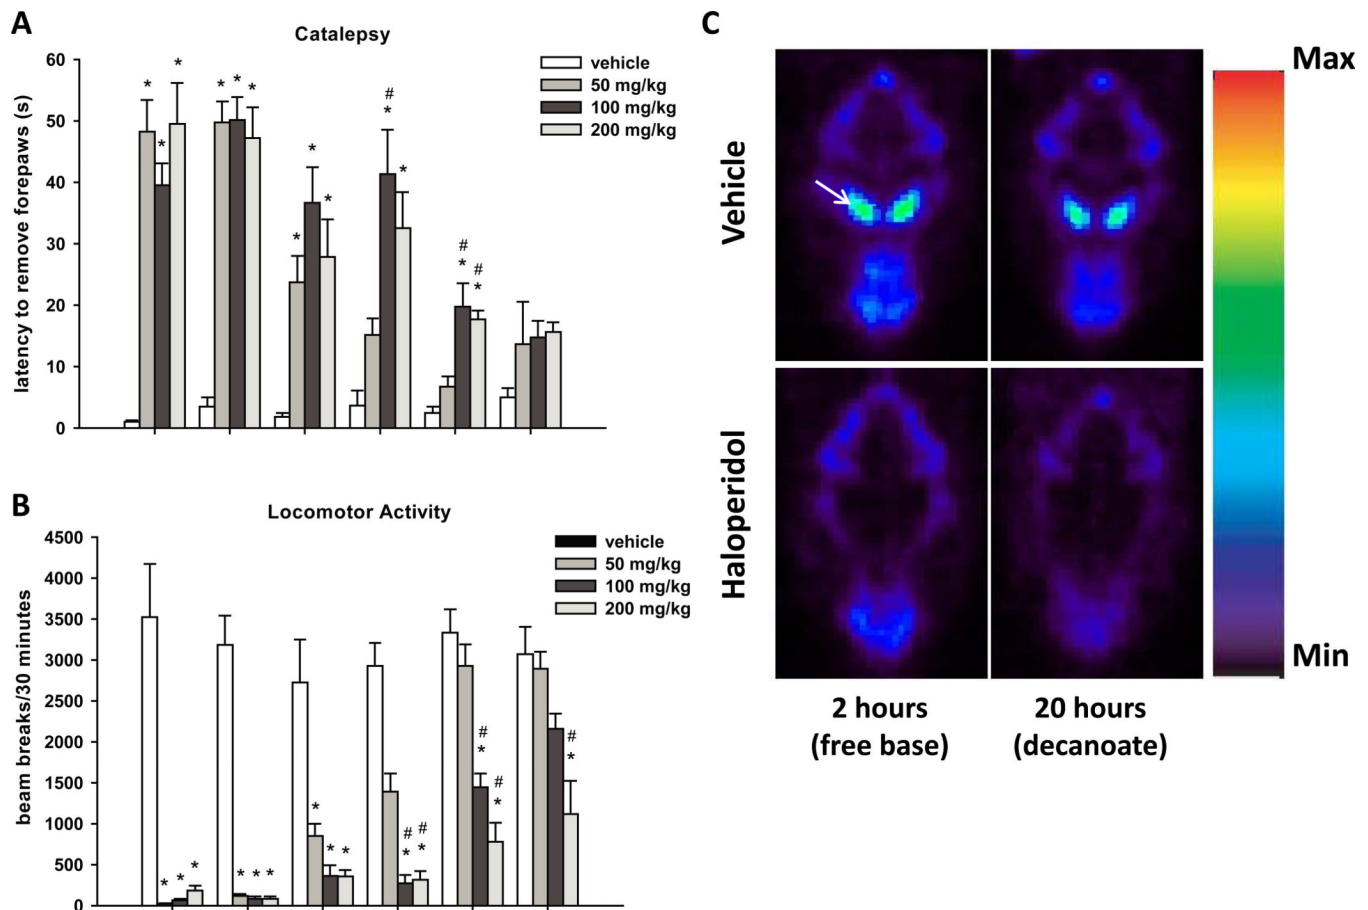 A
Catalepsy
60
50
40
30
20
10
0
latency to remove forepaws (s)
vehicle
50 mg/kg
100 mg/kg
200 mg/kg
* * * * * * * * * # * * # * # *
B
Locomotor Activity
4500
4000
3500
3000
2500
2000
1500
1000
500
0
beam breaks/30 minutes
vehicle
50 mg/kg
100 mg/kg
200 mg/kg
* * * * * * * * * # * # * # * # * # *
C
Vehicle
Haloperidol
2 hours
(free base)
20 hours
(decanoate)
Max
Min